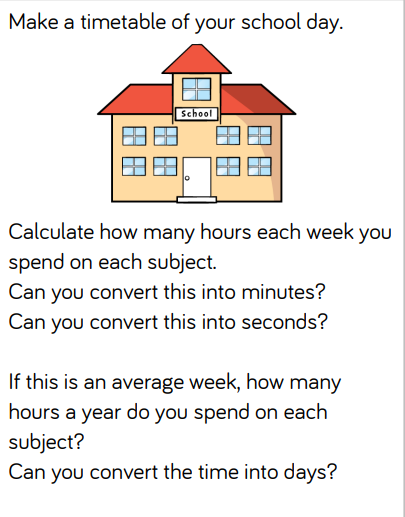 Make a timetable of your school day.
School
Calculate how many hours each week you
spend on each subject.
Can you convert this into minutes?
Can you convert this into seconds?
If this is an average week, how many
hours a year do you spend on each
subject?
Can you convert the time into days?